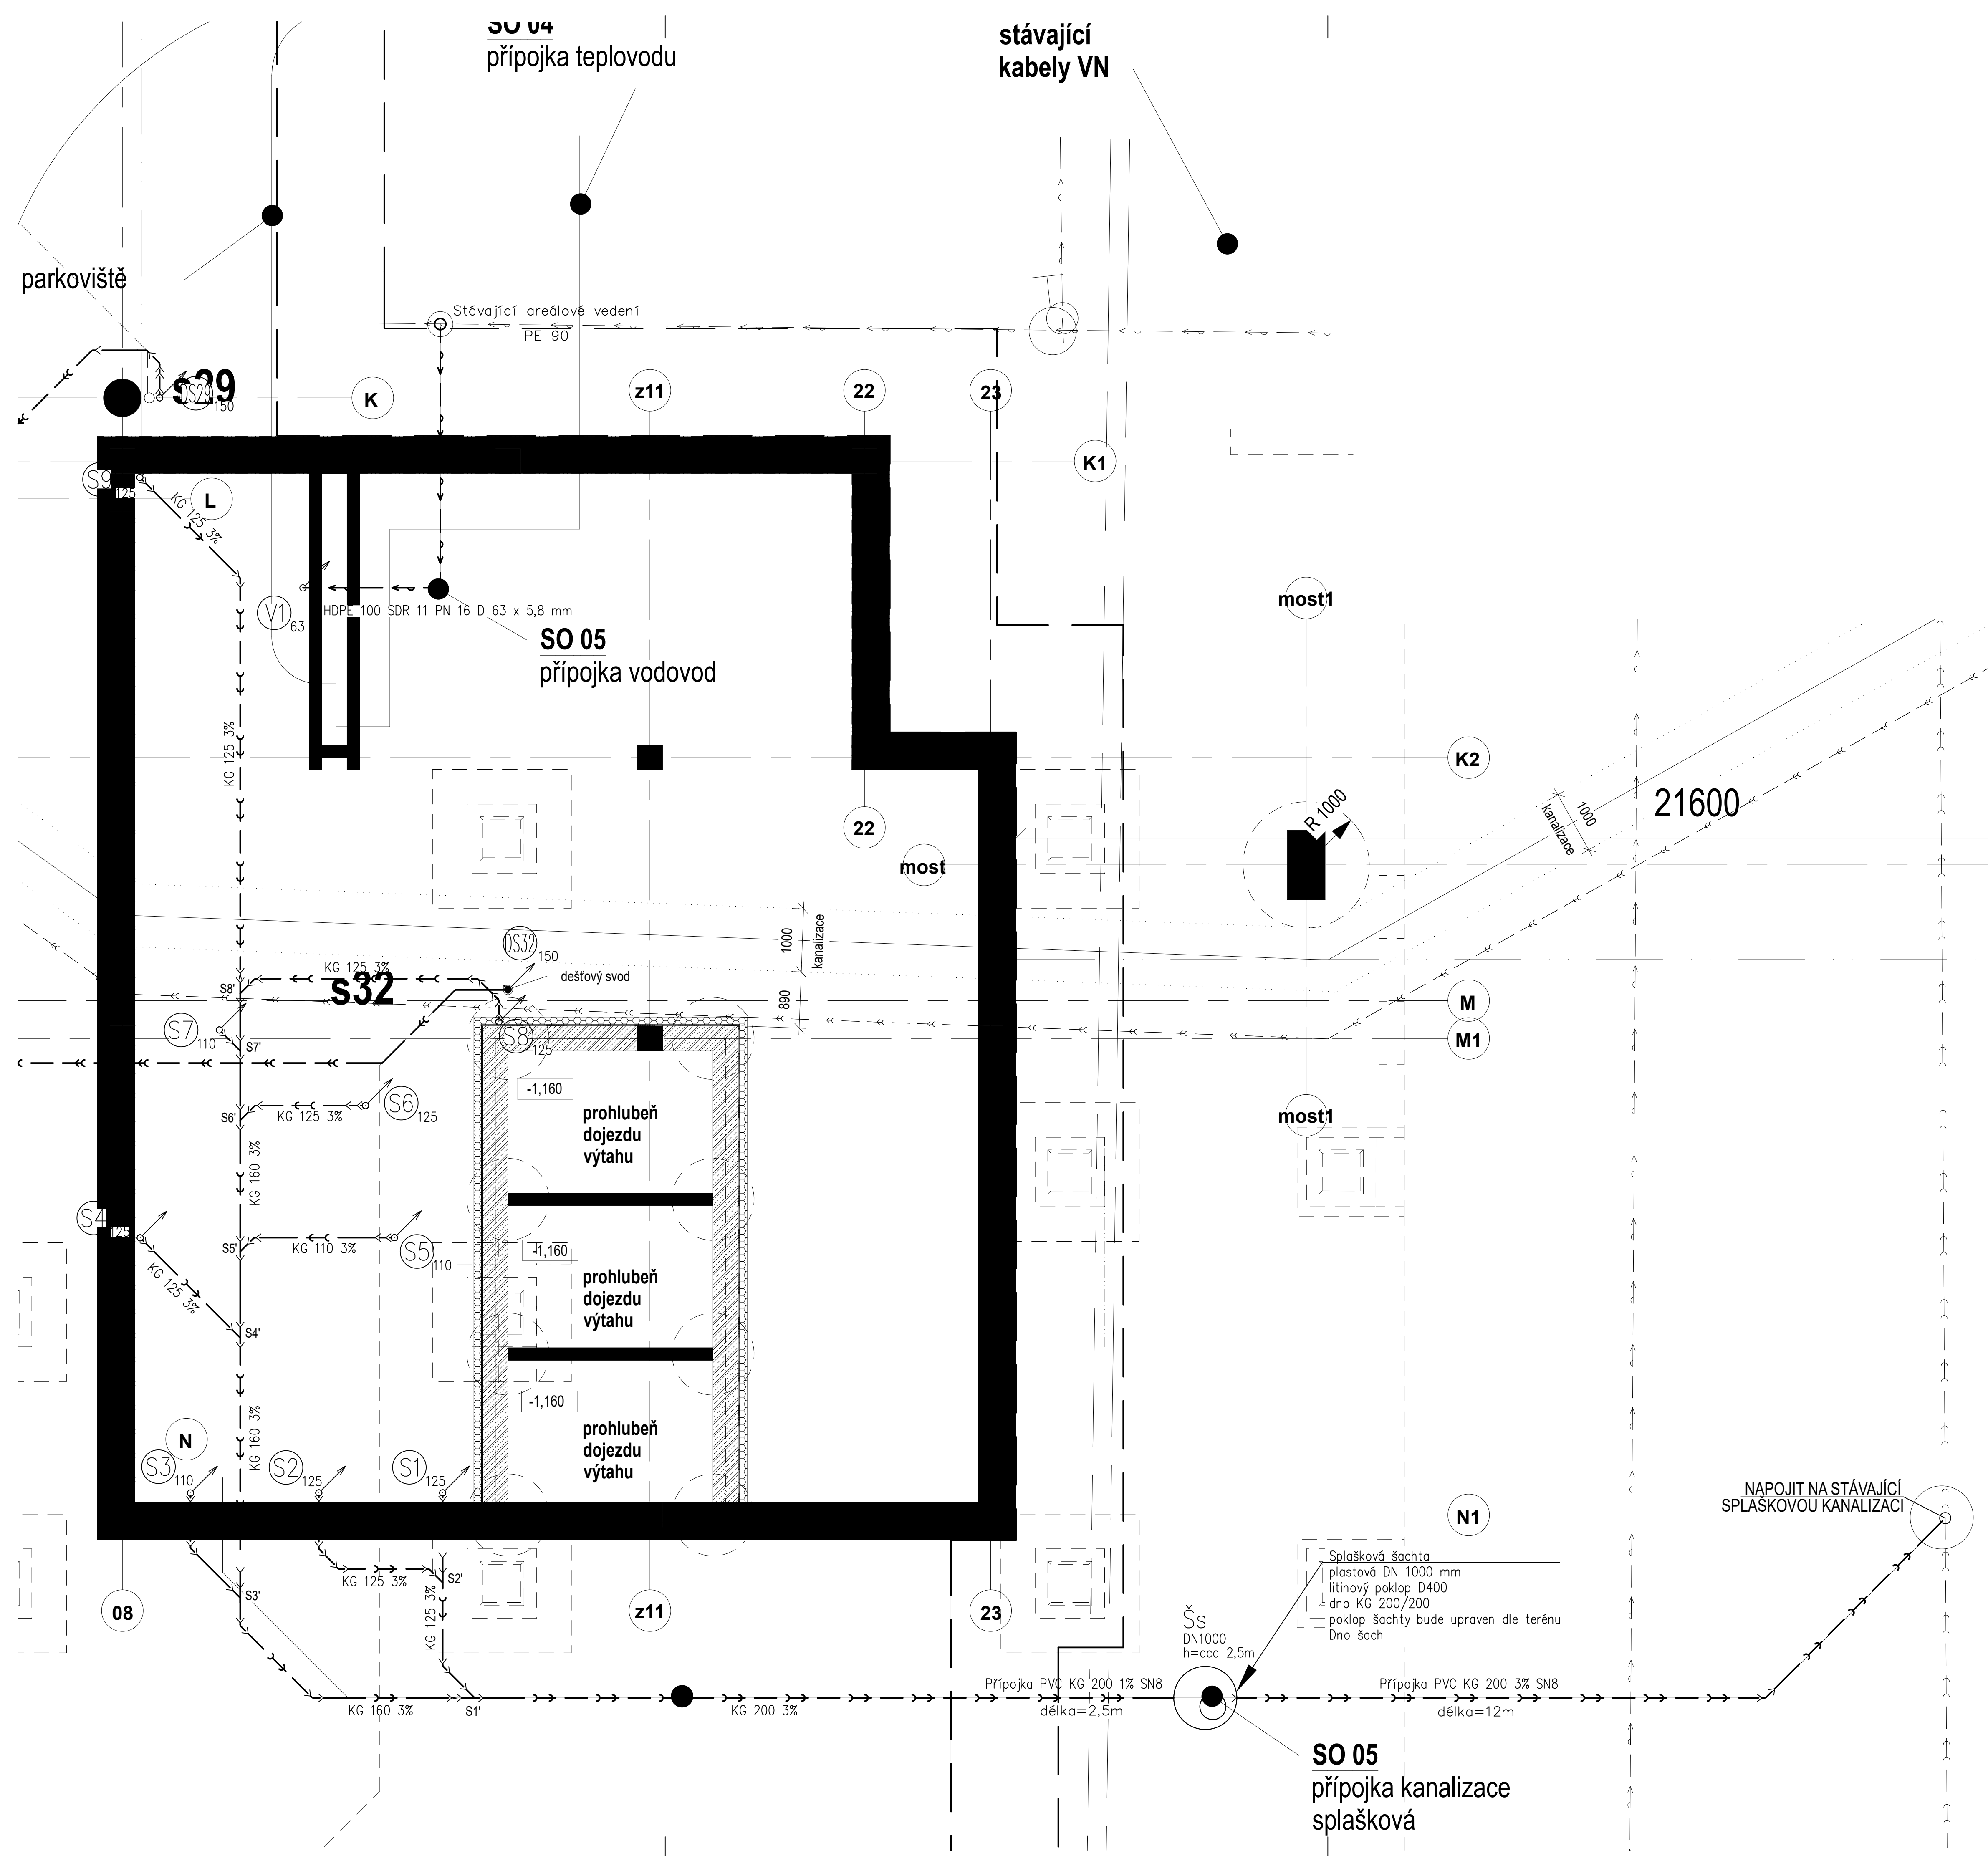 SO 04
přípojka teplovodu
stávající
kabely VN
parkoviště
Stávající areálové vedení
PE 90
s29
DS29
150
K
z11
22
23
K1
S9
125
L
KG 125 3%
V1
63
HDPE 100 SDR 11 PN 16 D 63 x 5,8 mm
SO 05
přípojka vodovod
most1
KG 125 3%
K2
22
most
R 1000
1000
kanalizace
21600
1000
kanalizace
890
DS32
150
dešťový svod
KG 125 3%
s32
S8'
S7
110
S7'
S8
125
M
M1
-1,160
S6
125
S6'
KG 125 3%
prohlubeň
dojezdu
výtahu
most1
KG 160 3%
S4
125
S5'
KG 110 3%
S5
110
-1,160
KG 125 3%
prohlubeň
dojezdu
výtahu
S4'
-1,160
KG 160 3%
N
prohlubeň
dojezdu
výtahu
S3
110
S2
125
S1
125
NAPOJIT NA STÁVAJÍCÍ
SPLAŠKOVOU KANALIZACI
N1
S3'
KG 125 3%
S2'
KG 125 3%
08
z11
23
Splašková šachta
plastová DN 1000 mm
litinový poklop D400
dno KG 200/200
poklop šachty bude upraven dle terénu
Dno šach
Šs
DN1000
h=cca 2,5m
KG 160 3%
S1'
KG 200 3%
Přípojka PVC KG 200 1% SN8
délka=2,5m
Přípojka PVC KG 200 3% SN8
délka=12m
SO 05
přípojka kanalizace
splašková